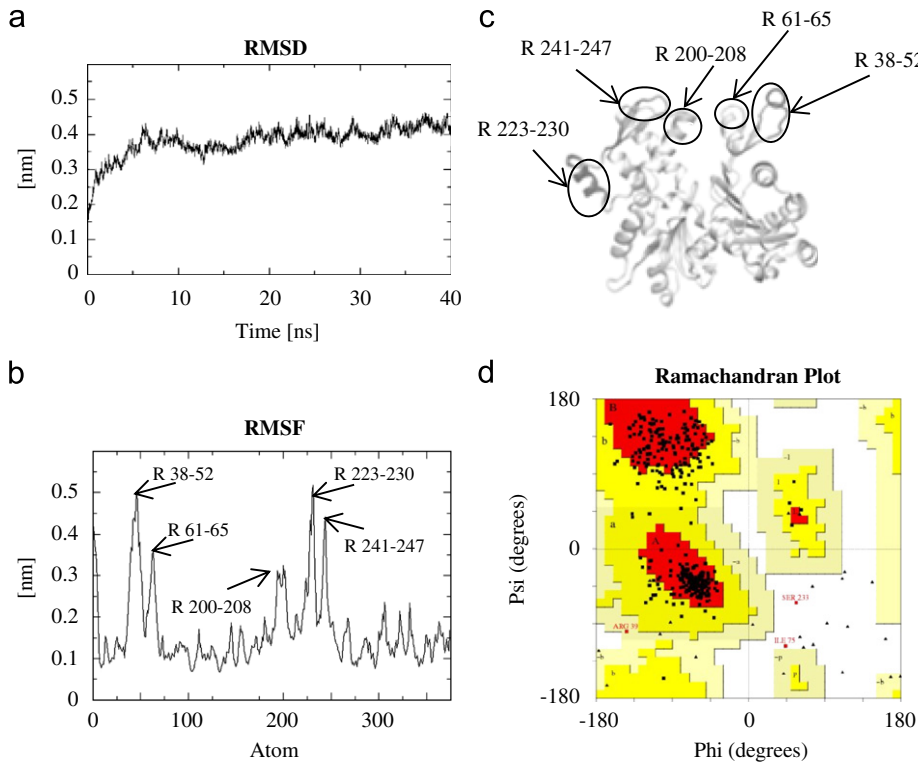 a
RMSD
0.5
0.4
0.3
0.2
0.1
0
[nm]
0
10
20
30
40
Time [ns]
b
RMSF
R 38-52
R 61-65
R 200-208
R 223-230
R 241-247
0.5
0.4
0.3
0.2
0.1
0
[nm]
0
100
200
300
Atom
c
R 61-65
R 241-247
R 200-208
R 38-52
R 223-230
d
Ramachandran Plot
180
0
-180
Psi (degrees)
B
b
~b
~b
b
~l
l
a
A
~a
SER 231
ARG 39
ILE 75
~b
b
~p
p
b
~b
-180
0
180
Phi (degrees)